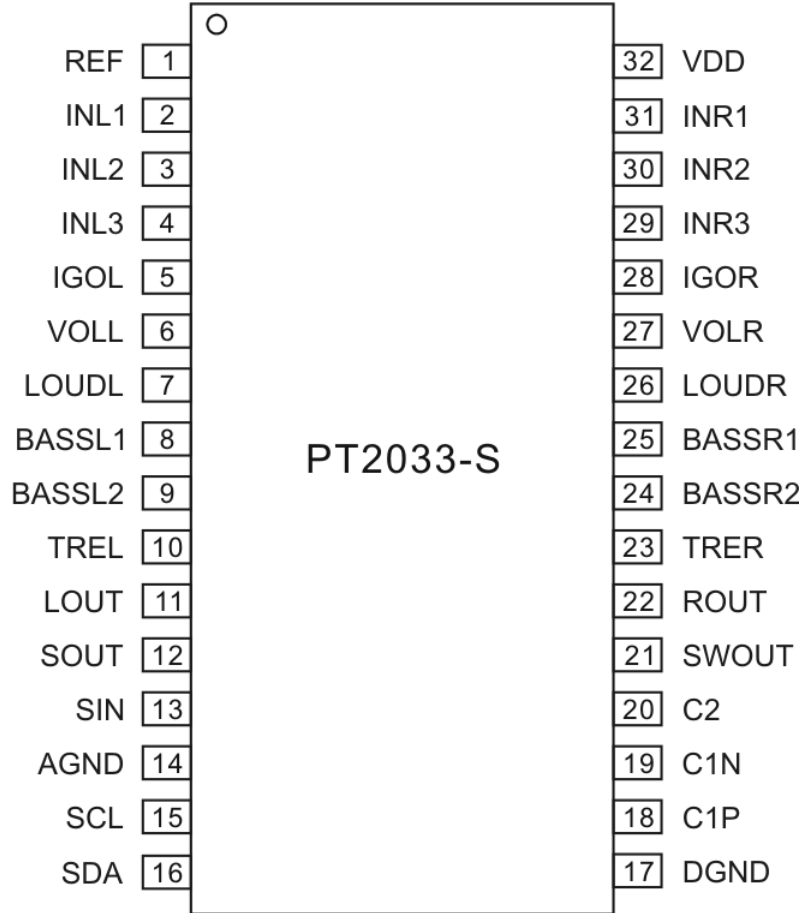 REF 1 32 VDD
INL1 2 31 INR1
INL2 3 30 INR2
INL3 4 29 INR3
IGOL 5 28 IGOR
VOLL 6 27 VOLR
LOUDL 7 26 LOUDR
BASSL1 8 25 BASSR1
PT2033-S
BASSL2 9 24 BASSR2
TREL 10 23 TRER
LOUT 11 22 ROUT
SOUT 12 21 SWOUT
SIN 13 20 C2
AGND 14 19 C1N
SCL 15 18 C1P
SDA 16 17 DGND